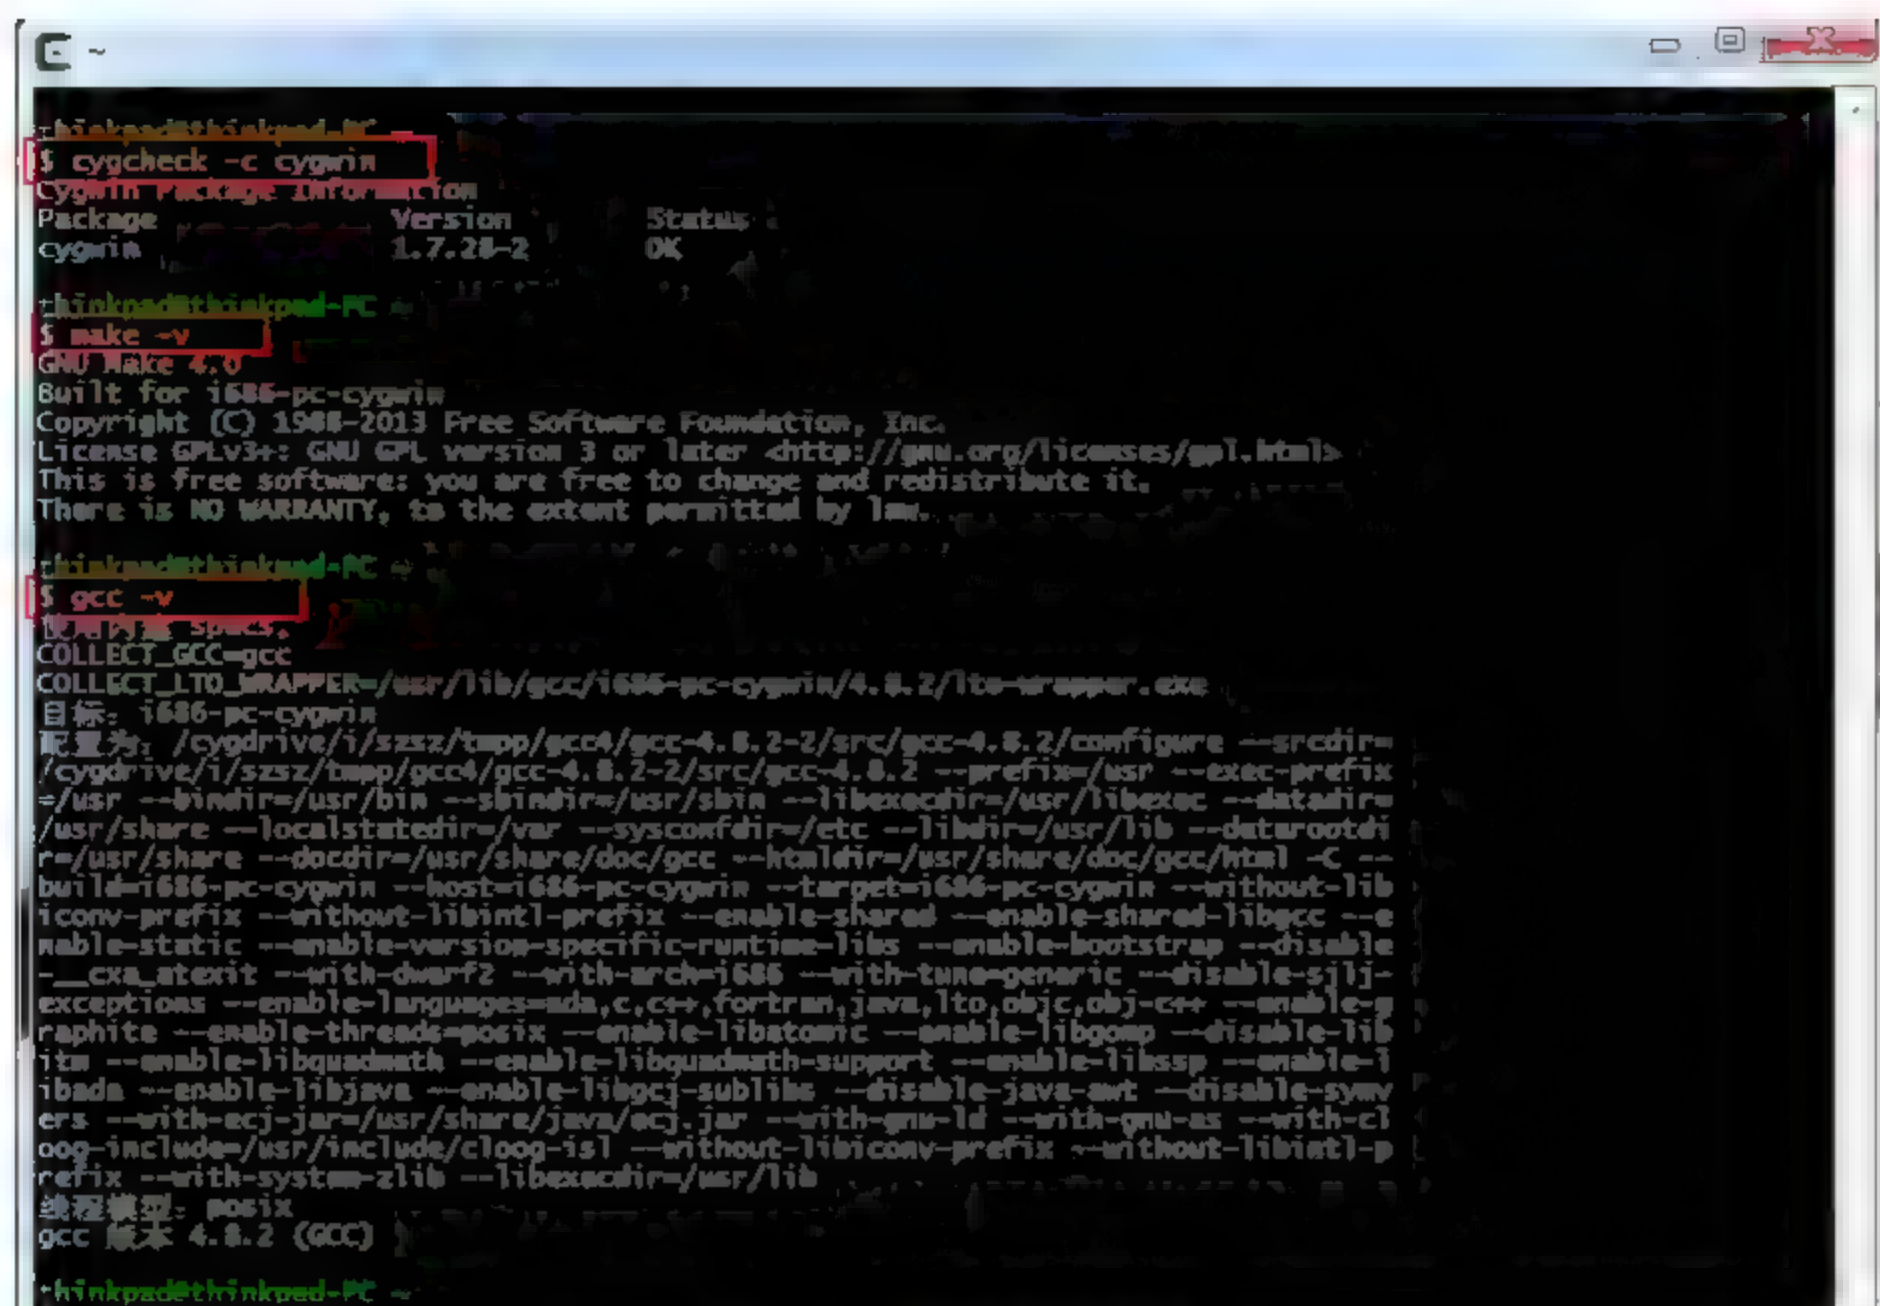 ~
thinkpad@thinkpad-PC ~
$ cygcheck -c cygwin
Cygwin Package Information
Package Version Status
cygwin 1.7.28-2 OK
thinkpad@thinkpad-PC ~
$ make -v
GNU Make 4.0
Built for i686-pc-cygwin
Copyright (C) 1988-2013 Free Software Foundation, Inc.
License GPLv3+: GNU GPL version 3 or later <http://gnu.org/licenses/gpl.html>
This is free software: you are free to change and redistribute it.
There is NO WARRANTY, to the extent permitted by law.
thinkpad@thinkpad-PC ~
$ gcc -v
使用内建 specs。
COLLECT_GCC=gcc
COLLECT_LTO_WRAPPER=/usr/lib/gcc/i686-pc-cygwin/4.8.2/lto-wrapper.exe
目标：i686-pc-cygwin
配置为：/cygdrive/i/szsz/tmpp/gcc4/gcc-4.8.2-2/src/gcc-4.8.2/configure --srcdir=
/cygdrive/i/szsz/tmpp/gcc4/gcc-4.8.2-2/src/gcc-4.8.2 --prefix=/usr --exec-prefix
=/usr --bindir=/usr/bin --sbindir=/usr/sbin --libexecdir=/usr/libexec --datadir=
/usr/share --localstatedir=/var --sysconfdir=/etc --libdir=/usr/lib --datarootdi
r=/usr/share --docdir=/usr/share/doc/gcc --htmldir=/usr/share/doc/gcc/html -C --
build=i686-pc-cygwin --host=i686-pc-cygwin --target=i686-pc-cygwin --without-lib
iconv-prefix --without-libintl-prefix --enable-shared --enable-shared-libgcc --e
nable-static --enable-version-specific-runtime-libs --enable-bootstrap --disable
-__cxa_atexit --with-dwarf2 --with-arch=i686 --with-tune=generic --disable-sjlj-
exceptions --enable-languages=ada,c,c++,fortran,java,lto,objc,obj-c++ --enable-g
raphite --enable-threads=posix --enable-libatomic --enable-libgomp --disable-lib
itm --enable-libquadmath --enable-libquadmath-support --enable-libssp --enable-l
ibada --enable-libjava --enable-libgcj-sublibs --disable-java-awt --disable-symv
ers --with-ecj-jar=/usr/share/java/ecj.jar --with-gnu-ld --with-gnu-as --with-cl
oog-include=/usr/include/cloog-isl --without-libiconv-prefix --without-libintl-p
refix --with-system-zlib --libexecdir=/usr/lib
线程模型：posix
gcc 版本 4.8.2 (GCC)
thinkpad@thinkpad-PC ~